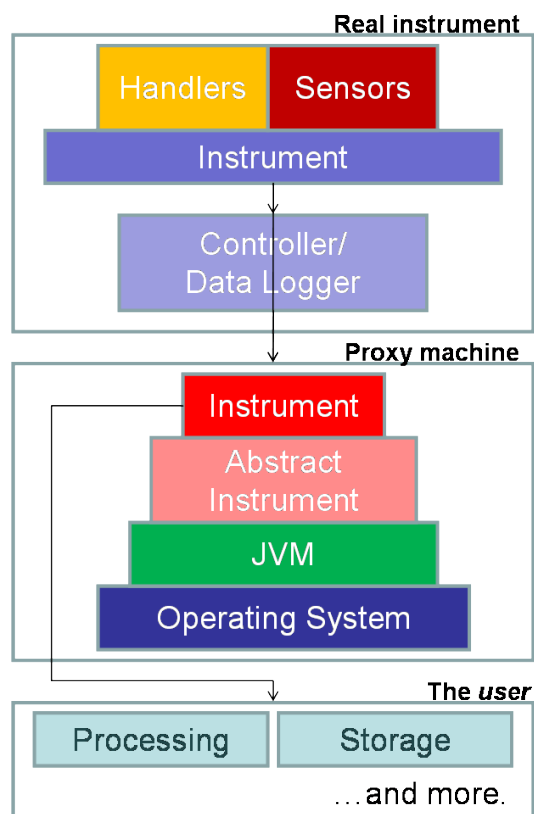 Real instrument
Handlers
Sensors
Instrument
Controller/
Data Logger
Proxy machine
Instrument
Abstract
Instrument
JVM
Operating System
The user
Processing
Storage
…and more.